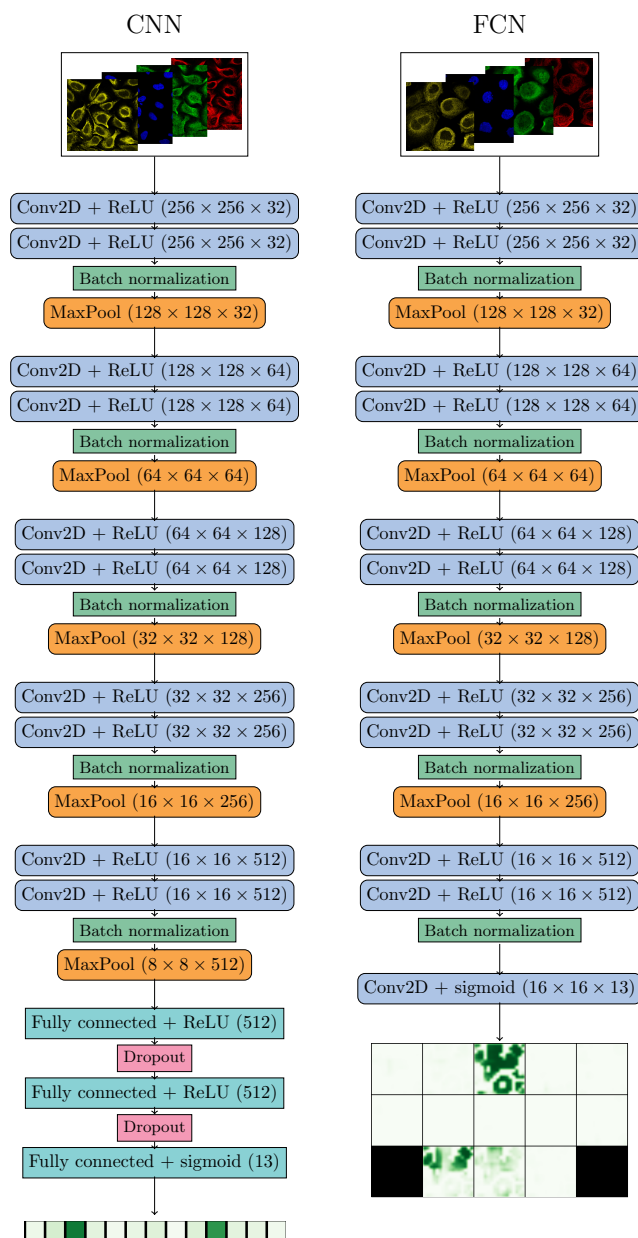 CNN
Conv2D + ReLU (256 × 256 × 32)
Conv2D + ReLU (256 × 256 × 32)
Batch normalization
MaxPool (128 × 128 × 32)
Conv2D + ReLU (128 × 128 × 64)
Conv2D + ReLU (128 × 128 × 64)
Batch normalization
MaxPool (64 × 64 × 64)
Conv2D + ReLU (64 × 64 × 128)
Conv2D + ReLU (64 × 64 × 128)
Batch normalization
MaxPool (32 × 32 × 128)
Conv2D + ReLU (32 × 32 × 256)
Conv2D + ReLU (32 × 32 × 256)
Batch normalization
MaxPool (16 × 16 × 256)
Conv2D + ReLU (16 × 16 × 512)
Conv2D + ReLU (16 × 16 × 512)
Batch normalization
MaxPool (8 × 8 × 512)
Fully connected + ReLU (512)
Dropout
Fully connected + ReLU (512)
Dropout
Fully connected + sigmoid (13)
FCN
Conv2D + ReLU (256 × 256 × 32)
Conv2D + ReLU (256 × 256 × 32)
Batch normalization
MaxPool (128 × 128 × 32)
Conv2D + ReLU (128 × 128 × 64)
Conv2D + ReLU (128 × 128 × 64)
Batch normalization
MaxPool (64 × 64 × 64)
Conv2D + ReLU (64 × 64 × 128)
Conv2D + ReLU (64 × 64 × 128)
Batch normalization
MaxPool (32 × 32 × 128)
Conv2D + ReLU (32 × 32 × 256)
Conv2D + ReLU (32 × 32 × 256)
Batch normalization
MaxPool (16 × 16 × 256)
Conv2D + ReLU (16 × 16 × 512)
Conv2D + ReLU (16 × 16 × 512)
Batch normalization
Conv2D + sigmoid (16 × 16 × 13)